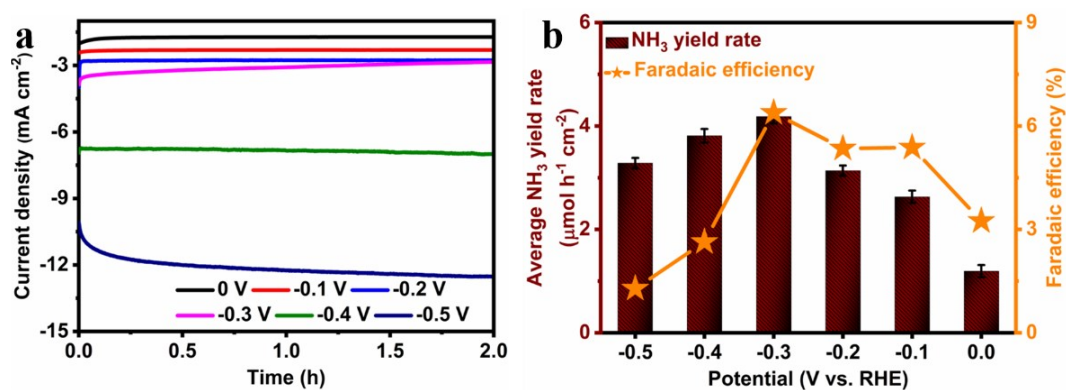 a
Current density (mA cm⁻²)
-3
-6
-9
-12
-15
0 V -0.1 V -0.2 V
-0.3 V -0.4 V -0.5 V
0.0 0.5 1.0 1.5 2.0
Time (h)
b
Average NH₃ yield rate
(μmol h⁻¹ cm⁻²)
6
4
2
0
NH₃ yield rate
Faradaic efficiency
9
6
3
0
Faradaic efficiency (%)
-0.5 -0.4 -0.3 -0.2 -0.1 0.0
Potential (V vs. RHE)